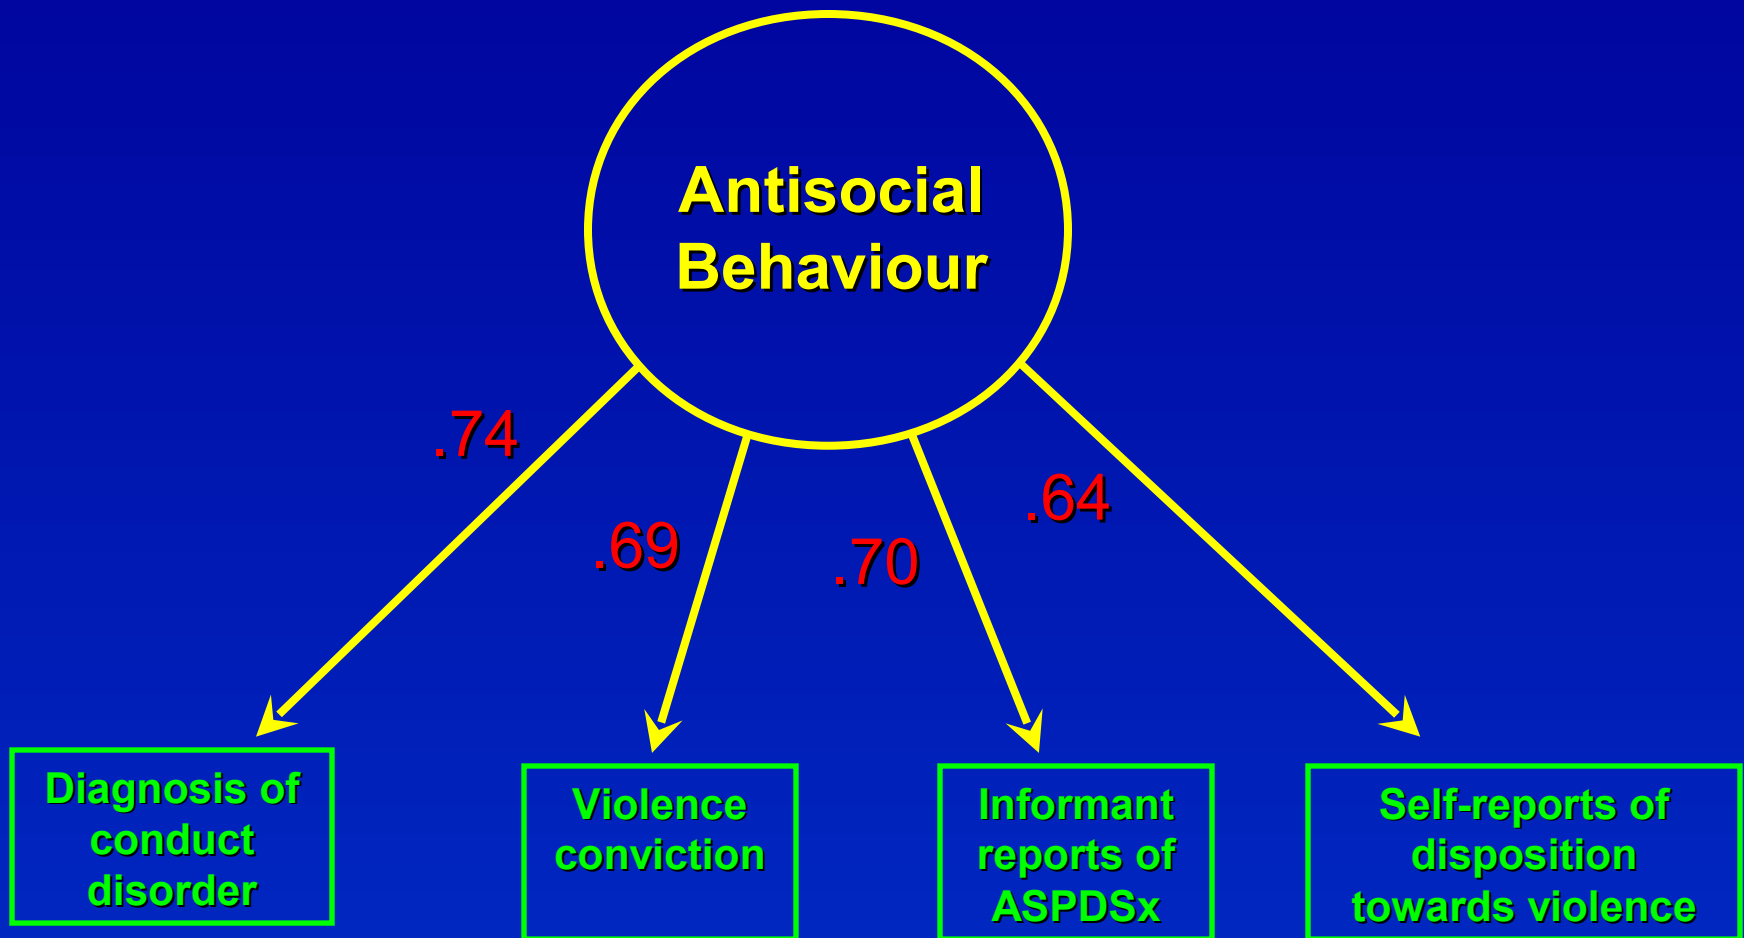 Antisocial
Behaviour
.74
.64
.69
.70
Diagnosis of
conduct
disorder
Violence
conviction
Informant
reports of
ASPDSx
Self-reports of
disposition
towards violence